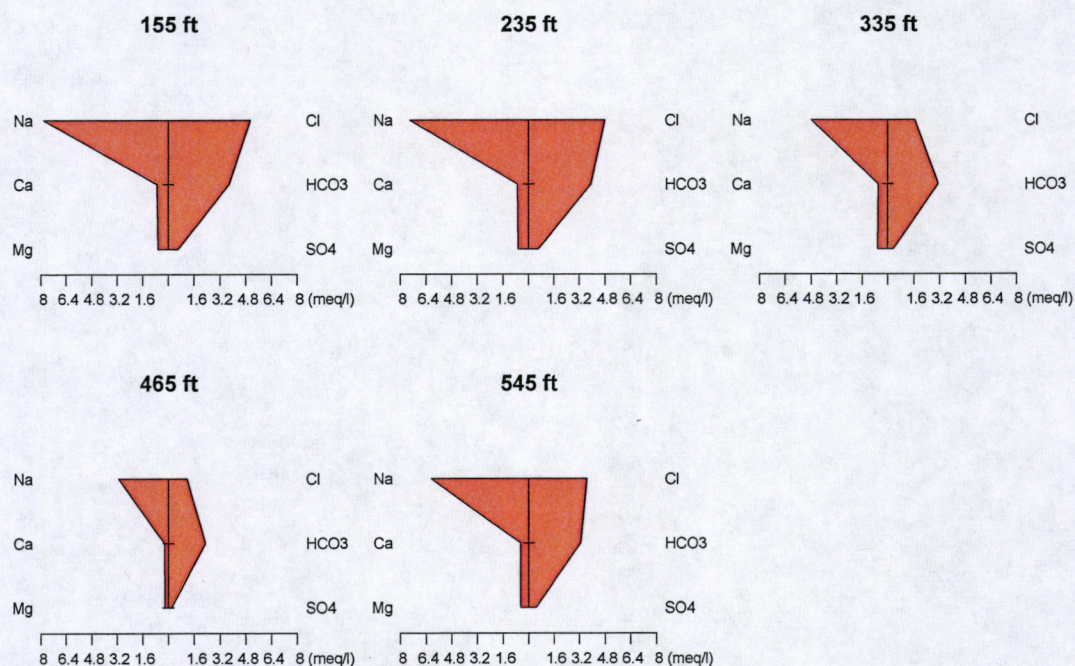 155 ft 235 ft 335 ft
Na Cl Na Cl Na Cl
Ca HCO3 Ca HCO3 Ca HCO3
Mg SO4 Mg SO4 Mg SO4
8 6.4 4.8 3.2 1.6 1.6 3.2 4.8 6.4 8 (meq/l) 8 6.4 4.8 3.2 1.6 1.6 3.2 4.8 6.4 8 (meq/l) 8 6.4 4.8 3.2 1.6 1.6 3.2 4.8 6.4 8 (meq/l)
465 ft 545 ft
Na Cl Na Cl
Ca HCO3 Ca HCO3
Mg SO4 Mg SO4
8 6.4 4.8 3.2 1.6 1.6 3.2 4.8 6.4 8 (meq/l) 8 6.4 4.8 3.2 1.6 1.6 3.2 4.8 6.4 8 (meq/l)